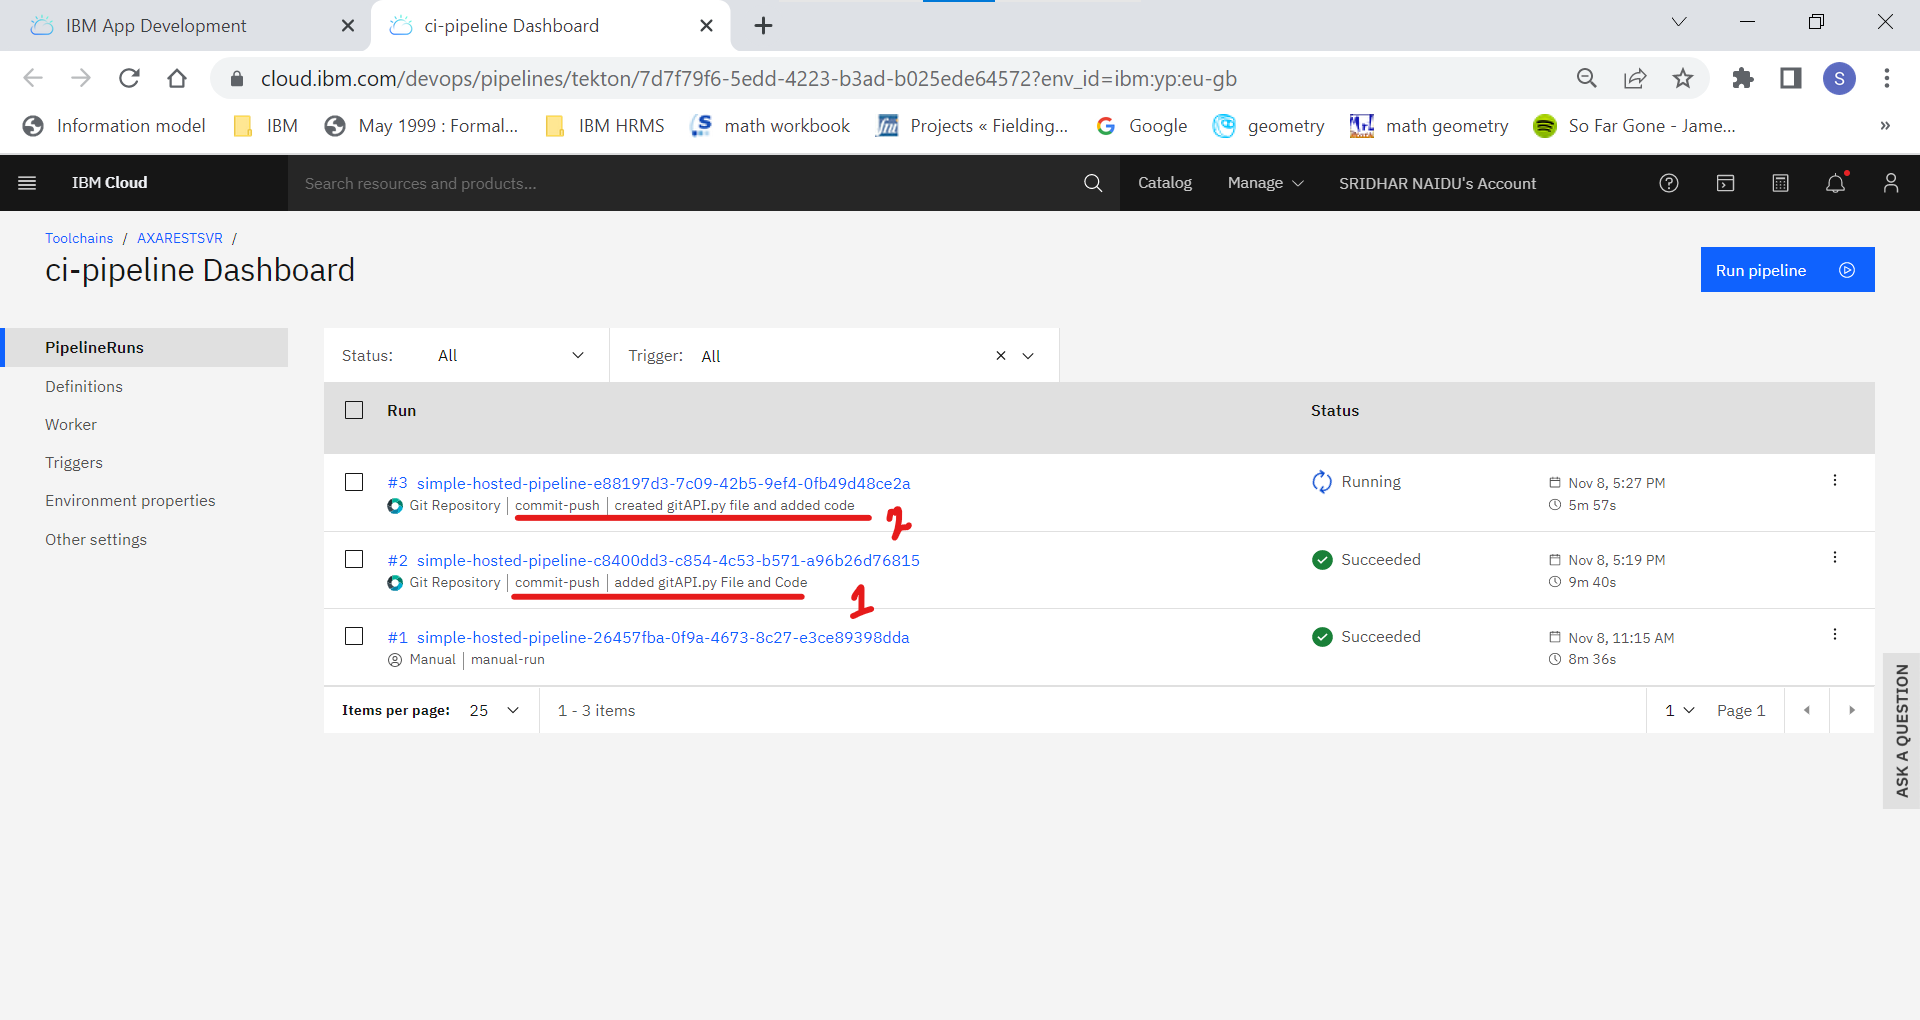 IBM App Development
ci-pipeline Dashboard
cloud.ibm.com/devops/pipelines/tekton/7d7f79f6-5edd-4223-b3ad-b025ede64572?env_id=ibm:yp:eu-gb
S
Information model
IBM
May 1999 : Formal...
IBM HRMS
math workbook
Projects « Fielding...
Google
geometry
math geometry
So Far Gone - Jame...
»
IBM Cloud
Search resources and products...
Catalog
Manage
SRIDHAR NAIDU's Account
Toolchains / AXARESTSVR /
ci-pipeline Dashboard
Run pipeline
PipelineRuns
Definitions
Worker
Triggers
Environment properties
Other settings
Status: All
Trigger: All
Run Status
#3 simple-hosted-pipeline-e88197d3-7c09-42b5-9ef4-0fb49d48ce2a Running Nov 8, 5:27 PM
Git Repository | commit-push | created gitAPI.py file and added code 5m 57s
2
#2 simple-hosted-pipeline-c8400dd3-c854-4c53-b571-a96b26d76815 Succeeded Nov 8, 5:19 PM
Git Repository | commit-push | added gitAPI.py File and Code 9m 40s
1
#1 simple-hosted-pipeline-26457fba-0f9a-4673-8c27-e3ce89398dda Succeeded Nov 8, 11:15 AM
Manual | manual-run 8m 36s
Items per page: 25 1 - 3 items 1 Page 1
ASK A QUESTION